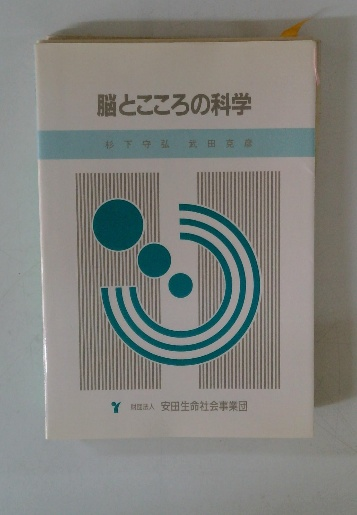 脳とこころの科学
杉下守弘 武田克彦
財団法人 安田生命社会事業団